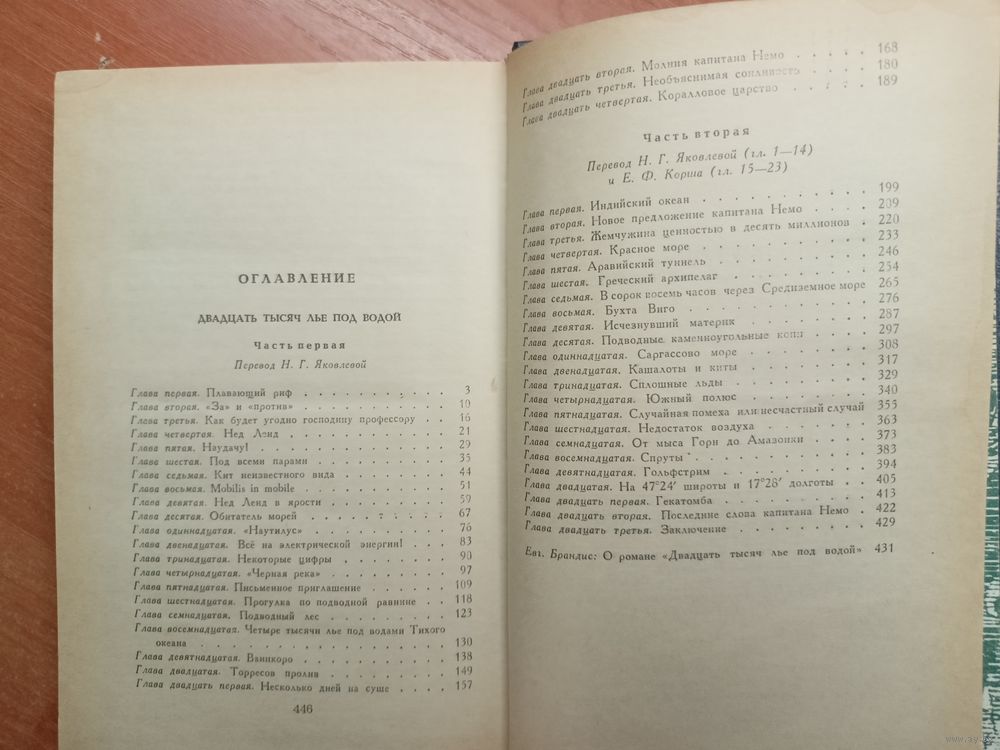 ОГЛАВЛЕНИЕ
ДВАДЦАТЬ ТЫСЯЧ ЛЬЕ ПОД ВОДОЙ
Часть первая
Перевод Н. Г. Яковлевой
Глава первая. Плавающий риф . . . . . . . . . . 3
Глава вторая. «За» и «против» . . . . . . . . . . 10
Глава третья. Как будет угодно господину профессору . . . 16
Глава четвертая. Нед Ленд . . . . . . . . . . . 21
Глава пятая. Наудачу! . . . . . . . . . . . . 29
Глава шестая. Под всеми парами . . . . . . . . . 35
Глава седьмая. Кит неизвестного вида . . . . . . . 44
Глава восьмая. Mobilis in mobile . . . . . . . . . 51
Глава девятая. Нед Ленд в ярости . . . . . . . . 59
Глава десятая. Обитатель морей . . . . . . . . . 67
Глава одиннадцатая. «Наутилус» . . . . . . . . . 76
Глава двенадцатая. Всё на электрической энергии! . . . 83
Глава тринадцатая. Некоторые цифры . . . . . . . 90
Глава четырнадцатая. «Черная река» . . . . . . . 97
Глава пятнадцатая. Письменное приглашение . . . . . 109
Глава шестнадцатая. Прогулка по подводной равнине . . 118
Глава семнадцатая. Подводный лес . . . . . . . . 123
Глава восемнадцатая. Четыре тысячи лье под водами Тихого
океана . . . . . . . . . . . . . . . 130
Глава девятнадцатая. Ваникоро . . . . . . . . . 138
Глава двадцатая. Торресов пролив . . . . . . . . 149
Глава двадцать первая. Несколько дней на суше . . . . 157
446
Глава двадцать вторая. Молния капитана Немо . . . . 168
Глава двадцать третья. Необъяснимая сонливость . . . . 180
Глава двадцать четвертая. Коралловое царство . . . . 189
Часть вторая
Перевод Н. Г. Яковлевой (гл. 1—14)
и Е. Ф. Корша (гл. 15—23)
Глава первая. Индийский океан . . . . . . . . . 199
Глава вторая. Новое предложение капитана Немо . . . . 209
Глава третья. Жемчужина ценностью в десять миллионов . 220
Глава четвертая. Красное море . . . . . . . . . 233
Глава пятая. Аравийский туннель . . . . . . . . . 246
Глава шестая. Греческий архипелаг . . . . . . . . 254
Глава седьмая. В сорок восемь часов через Средиземное море 265
Глава восьмая. Бухта Виго . . . . . . . . . . 276
Глава девятая. Исчезнувший материк . . . . . . . 287
Глава десятая. Подводные каменноугольные копи . . . 297
Глава одиннадцатая. Саргассово море . . . . . . . 308
Глава двенадцатая. Кашалоты и киты . . . . . . . 317
Глава тринадцатая. Сплошные льды . . . . . . . . 329
Глава четырнадцатая. Южный полюс . . . . . . . . 340
Глава пятнадцатая. Случайная помеха или несчастный случай 355
Глава шестнадцатая. Недостаток воздуха . . . . . . 363
Глава семнадцатая. От мыса Горн до Амазонки . . . . 373
Глава восемнадцатая. Спруты . . . . . . . . . . 383
Глава девятнадцатая. Гольфстрим . . . . . . . . . 394
Глава двадцатая. На 47°24′ широты и 17°28′ долготы . . 405
Глава двадцать первая. Гекатомба . . . . . . . . 413
Глава двадцать вторая. Последние слова капитана Немо . 422
Глава двадцать третья. Заключение . . . . . . . . 429
Евг. Брандис: О романе «Двадцать тысяч лье под водой» 431